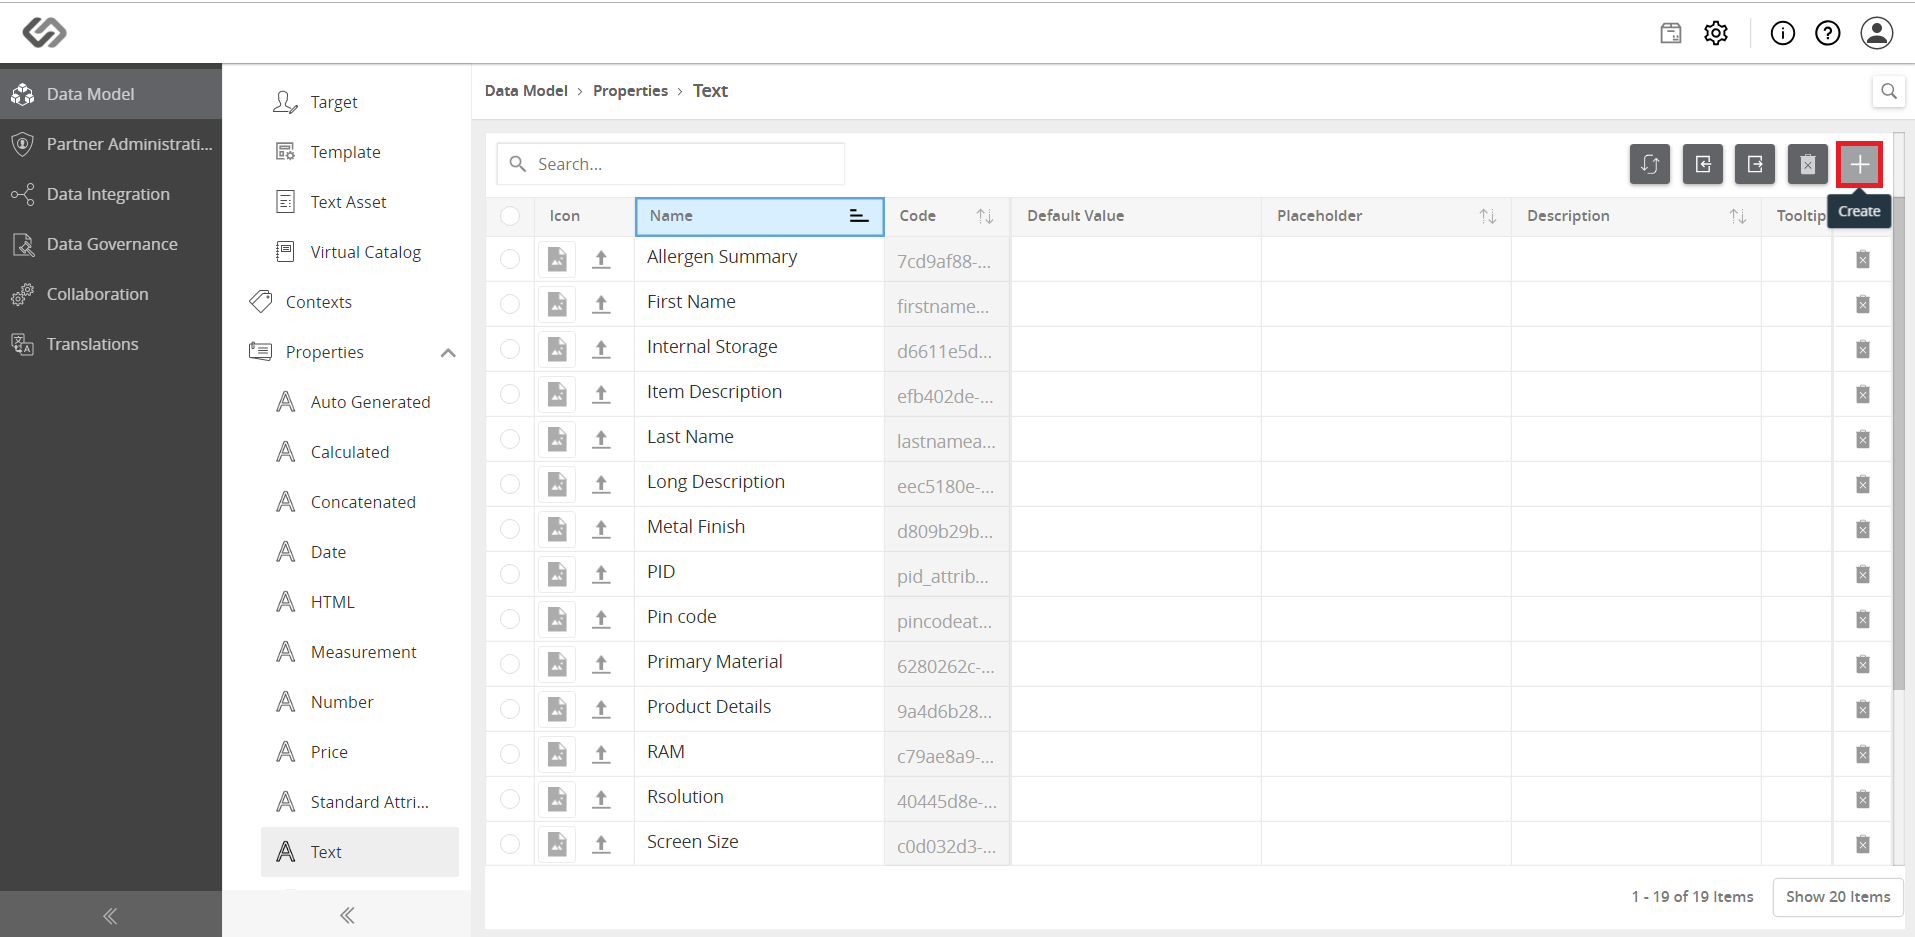 Data Model
Partner Administrati...
Data Integration
Data Governance
Collaboration
Translations
Target
Template
Text Asset
Virtual Catalog
Contexts
Properties
Auto Generated
Calculated
Concatenated
Date
HTML
Measurement
Number
Price
Standard Attri...
Text
Data Model > Properties > Text
Search...
Create
Icon Name Code Default Value Placeholder Description Tooltip
Allergen Summary 7cd9af88-...
First Name firstname...
Internal Storage d6611e5d...
Item Description efb402de-...
Last Name lastnamea...
Long Description eec5180e-...
Metal Finish d809b29b...
PID pid_attrib...
Pin code pincodeat...
Primary Material 6280262c-...
Product Details 9a4d6b28...
RAM c79ae8a9-...
Rsolution 40445d8e-...
Screen Size c0d032d3-...
1 - 19 of 19 Items Show 20 Items